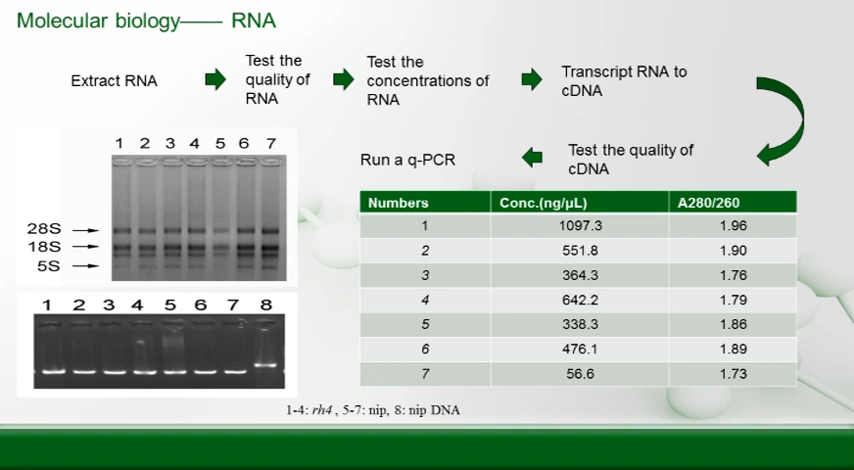 Molecular biology—— RNA
Extract RNA
Test the
quality of
RNA
Test the
concentrations of
RNA
Transcript RNA to
cDNA
Run a q-PCR
Test the quality of
cDNA
1 2 3 4 5 6 7
28S
18S
5S
1 2 3 4 5 6 7 8
Numbers Conc.(ng/μL) A280/260
1 1097.3 1.96
2 551.8 1.90
3 364.3 1.76
4 642.2 1.79
5 338.3 1.86
6 476.1 1.89
7 56.6 1.73
1-4: rh4 , 5-7: nip, 8: nip DNA